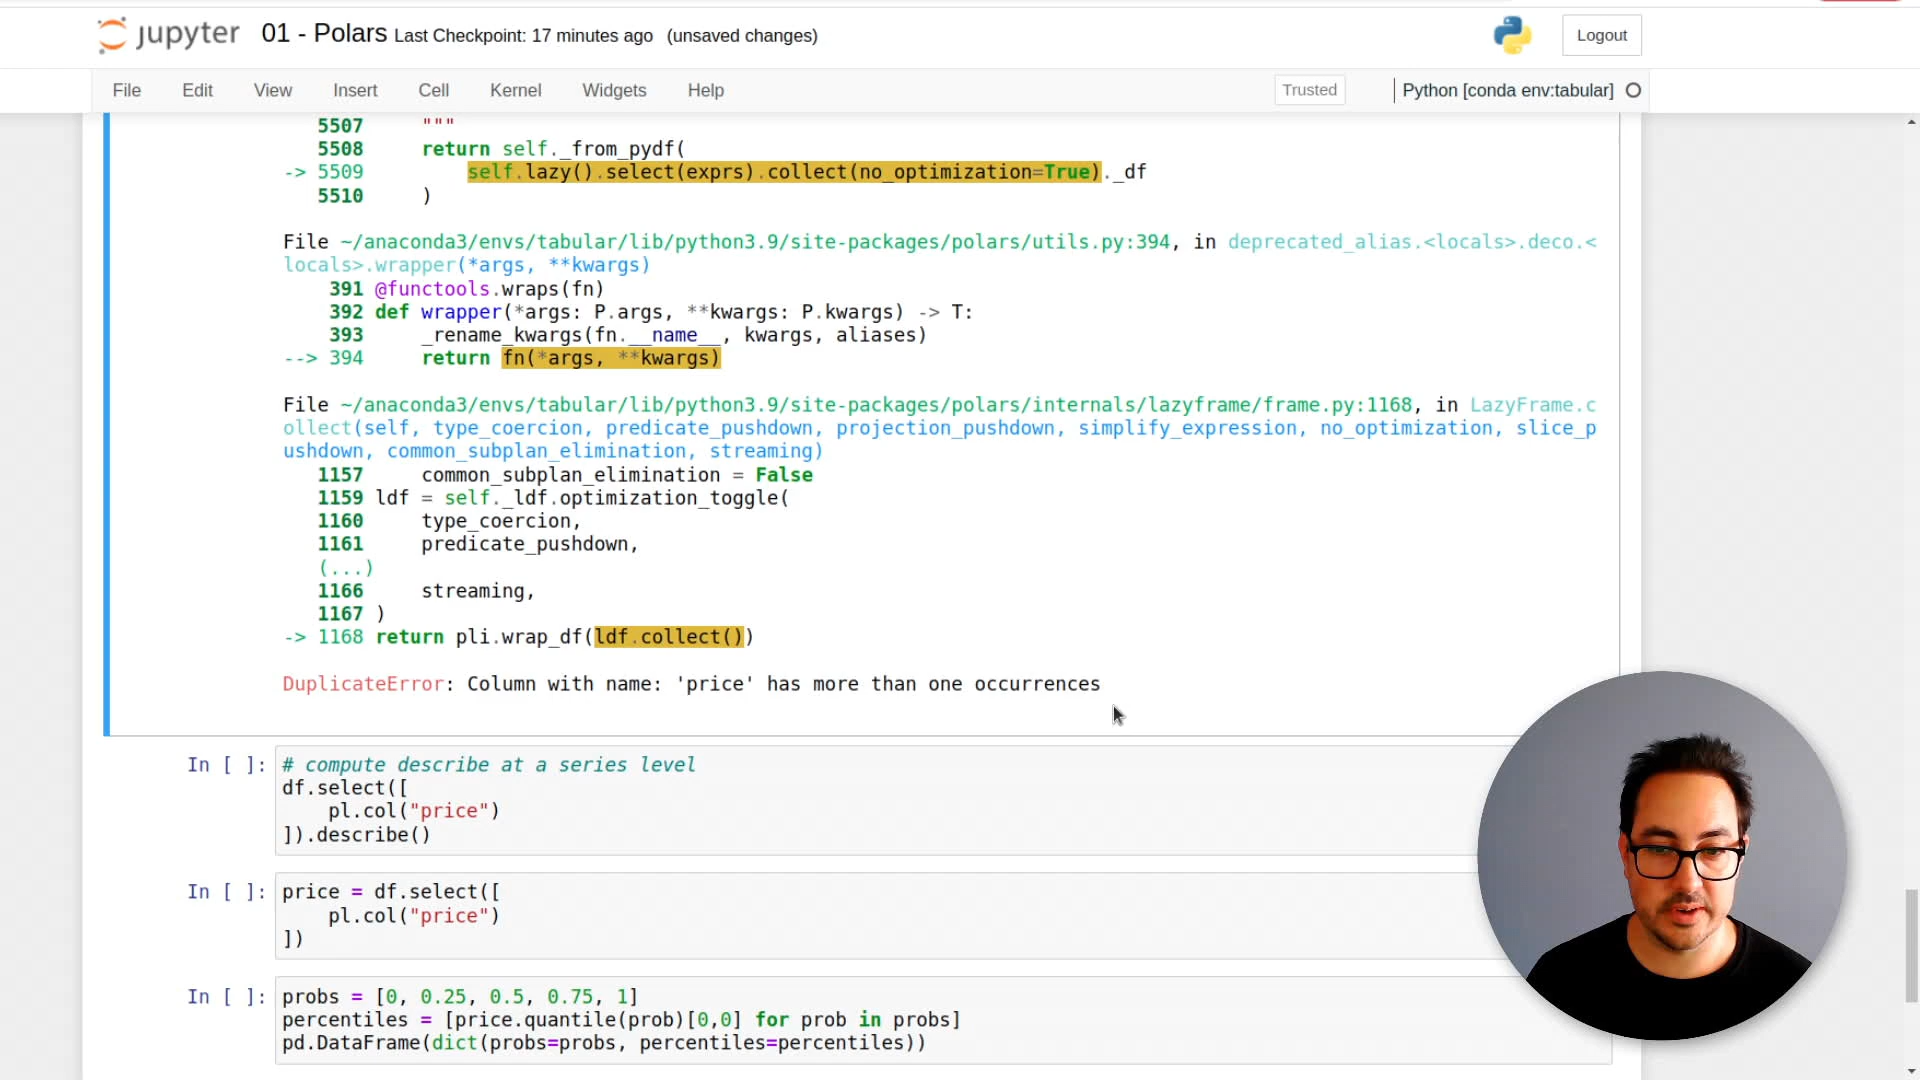 jupyter 01 - Polars Last Checkpoint: 17 minutes ago (unsaved changes) Logout
File Edit View Insert Cell Kernel Widgets Help Trusted Python [conda env:tabular]
5507 """
5508 return self._from_pydf(
-> 5509 self.lazy().select(exprs).collect(no_optimization=True)._df
5510 )
File ~/anaconda3/envs/tabular/lib/python3.9/site-packages/polars/utils.py:394, in deprecated_alias.<locals>.deco.<
locals>.wrapper(*args, **kwargs)
391 @functools.wraps(fn)
392 def wrapper(*args: P.args, **kwargs: P.kwargs) -> T:
393 _rename_kwargs(fn.__name__, kwargs, aliases)
--> 394 return fn(*args, **kwargs)
File ~/anaconda3/envs/tabular/lib/python3.9/site-packages/polars/internals/lazyframe/frame.py:1168, in LazyFrame.c
ollect(self, type_coercion, predicate_pushdown, projection_pushdown, simplify_expression, no_optimization, slice_p
ushdown, common_subplan_elimination, streaming)
1157 common_subplan_elimination = False
1159 ldf = self._ldf.optimization_toggle(
1160 type_coercion,
1161 predicate_pushdown,
(...)
1166 streaming,
1167 )
-> 1168 return pli.wrap_df(ldf.collect())
DuplicateError: Column with name: 'price' has more than one occurrences
In [ ]: # compute describe at a series level
df.select([
pl.col("price")
]).describe()
In [ ]: price = df.select([
pl.col("price")
])
In [ ]: probs = [0, 0.25, 0.5, 0.75, 1]
percentiles = [price.quantile(prob)[0,0] for prob in probs]
pd.DataFrame(dict(probs=probs, percentiles=percentiles))